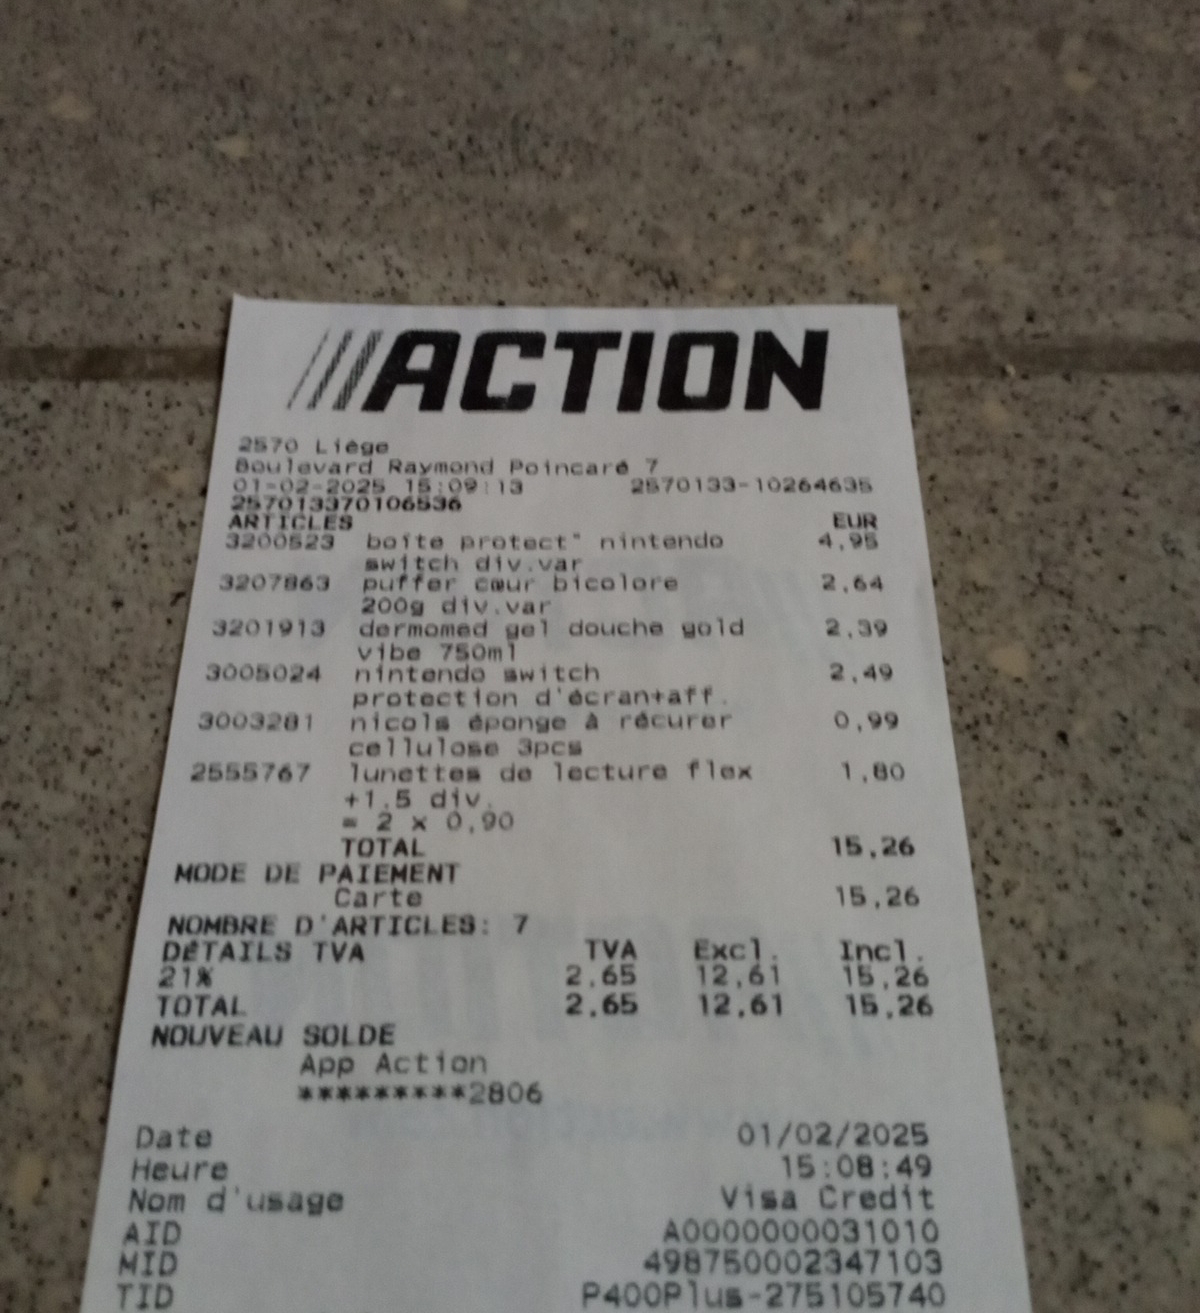 ///ACTION
2570 Liège
Boulevard Raymond Poincaré 7
01-02-2025 15:09:13 2570133-10264635
257013370106536
ARTICLES EUR
3200523 boîte protect" nintendo 4,95
switch div.var
3207863 puffer cœur bicolore 2,64
200g div.var
3201913 dermomed gel douche gold 2,39
vibe 750ml
3005024 nintendo switch 2,49
protection d'écran+aff.
3003281 nicols éponge à récurer 0,99
cellulose 3pcs
2555767 lunettes de lecture flex 1,80
+1.5 div.
= 2 x 0,90
TOTAL 15,26
MODE DE PAIEMENT
Carte 15,26
NOMBRE D'ARTICLES: 7
DÉTAILS TVA TVA Excl. Incl.
21% 2,65 12,61 15,26
TOTAL 2,65 12,61 15,26
NOUVEAU SOLDE
App Action
*********2806
Date 01/02/2025
Heure 15:08:49
Nom d'usage Visa Credit
AID A0000000031010
MID 498750002347103
TID P400Plus-275105740